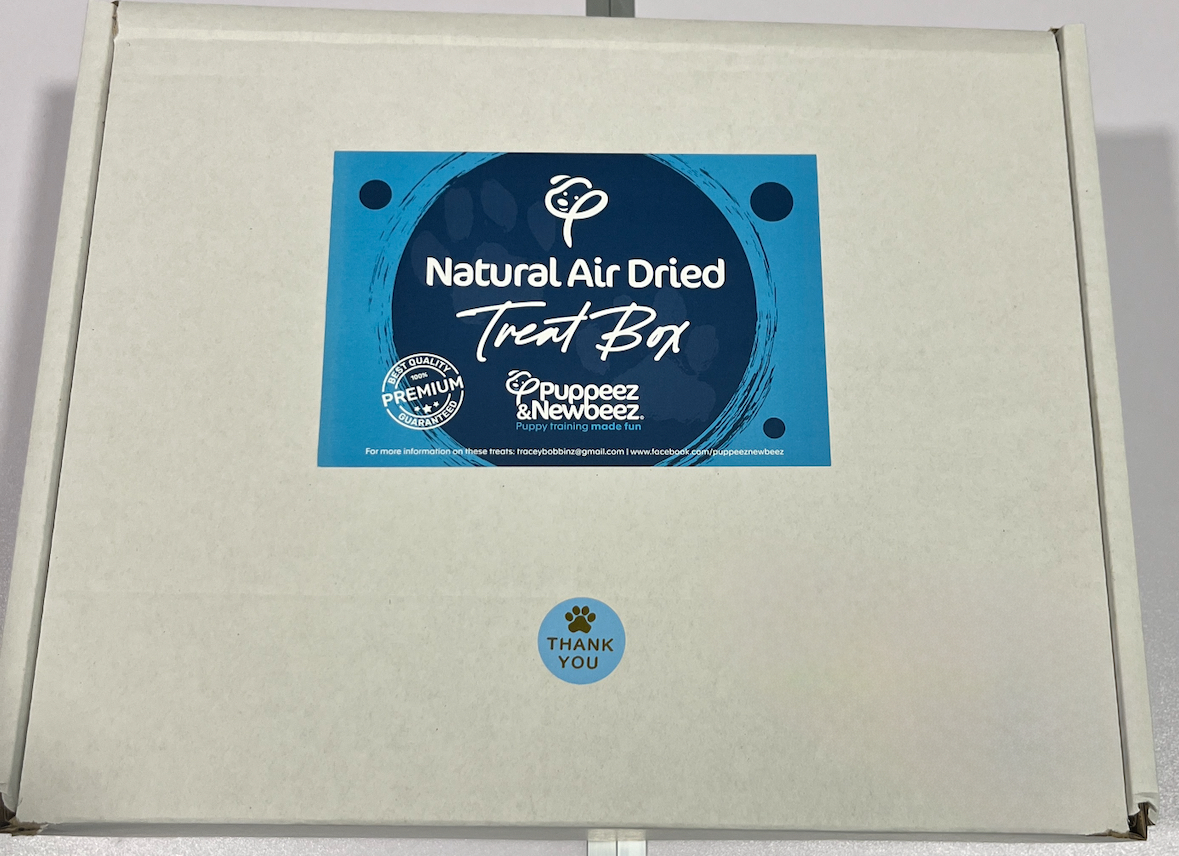 Natural Air Dried
Treat Box
BEST QUALITY
100%
PREMIUM
GUARANTEED
Puppeez
&Newbeez®
Puppy training made fun
For more information on these treats: traceybobbinz@gmail.com | www.facebook.com/puppeeznewbeez
THANK
YOU